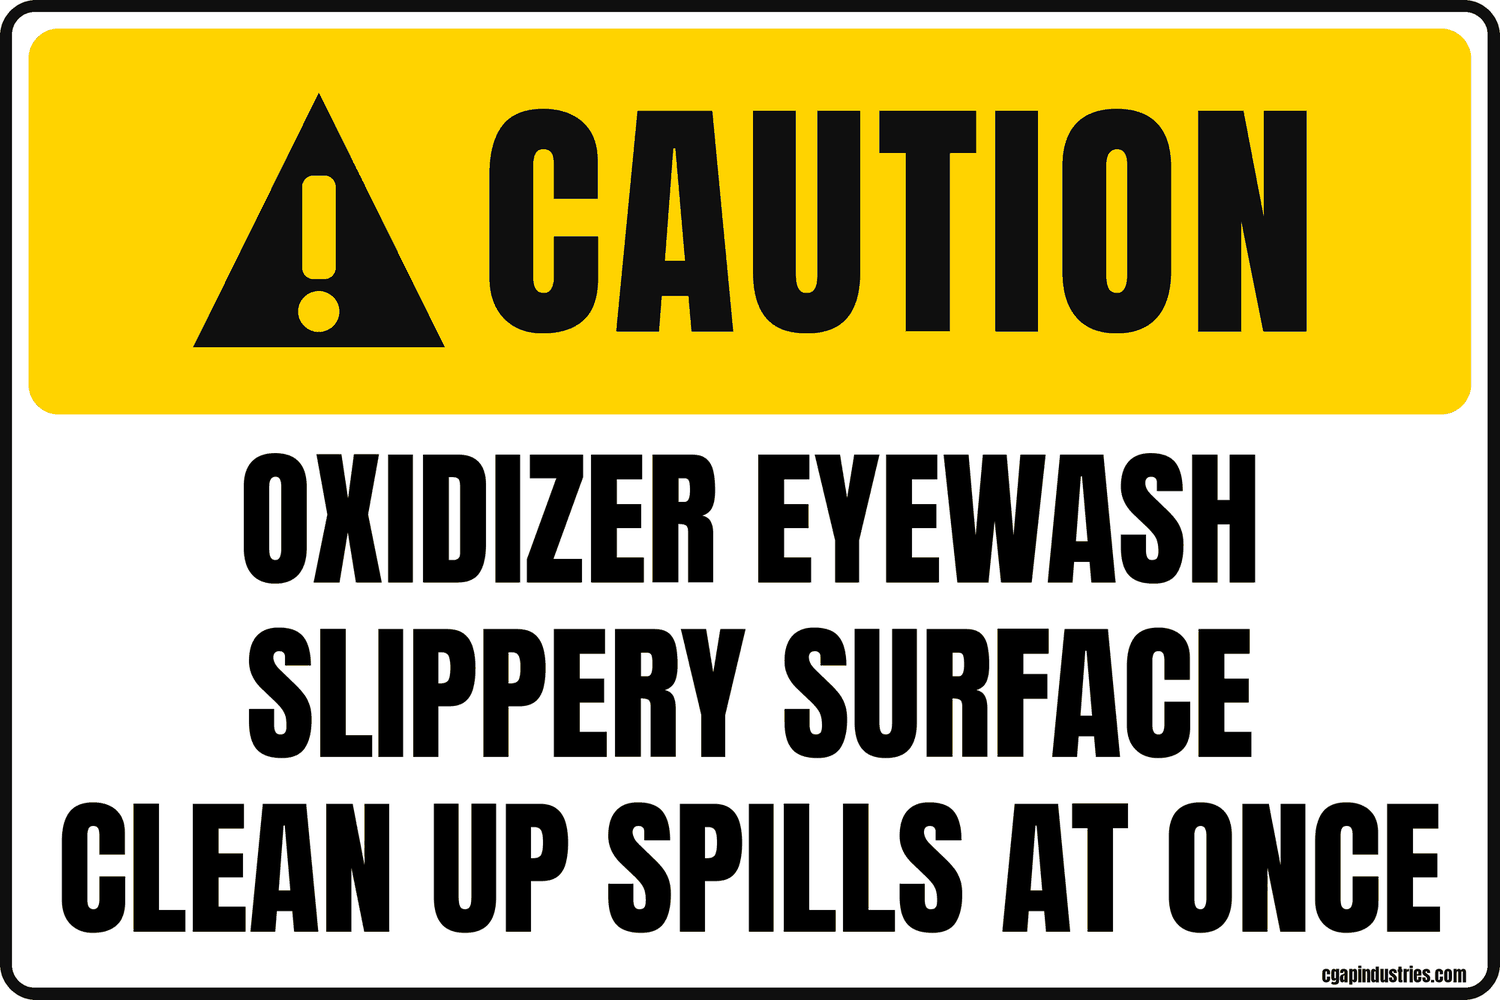 CAUTION
OXIDIZER EYEWASH
SLIPPERY SURFACE
CLEAN UP SPILLS AT ONCE
cgapindustries.com